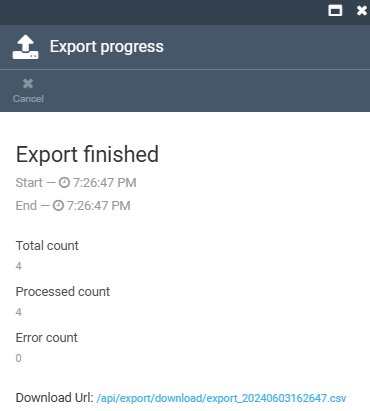 Export progress
Cancel
Export finished
Start — 7:26:47 PM
End — 7:26:47 PM
Total count
4
Processed count
4
Error count
0
Download Url: /api/export/download/export_20240603162647.csv